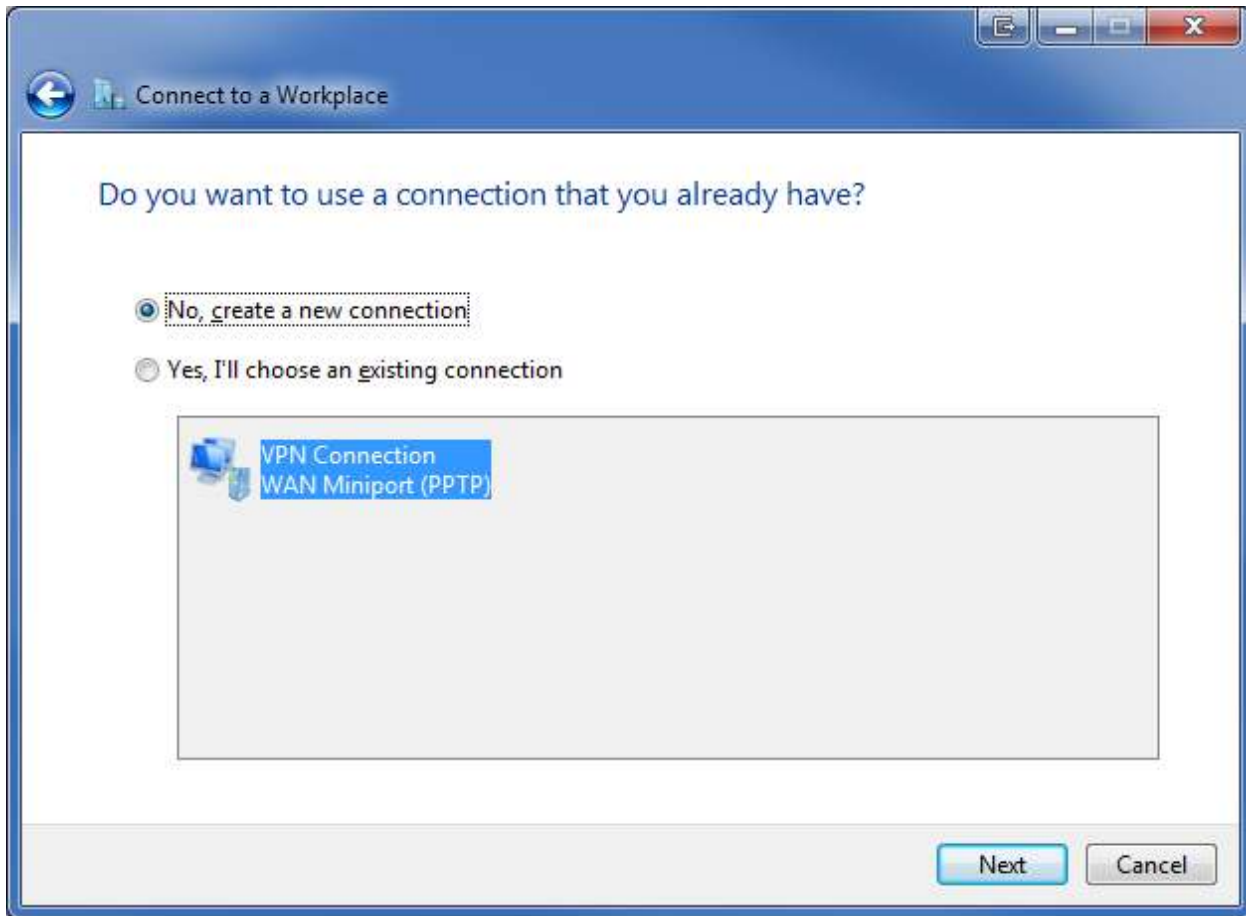 Connect to a Workplace
Do you want to use a connection that you already have?
No, create a new connection
Yes, I'll choose an existing connection
VPN Connection
WAN Miniport (PPTP)
Next
Cancel